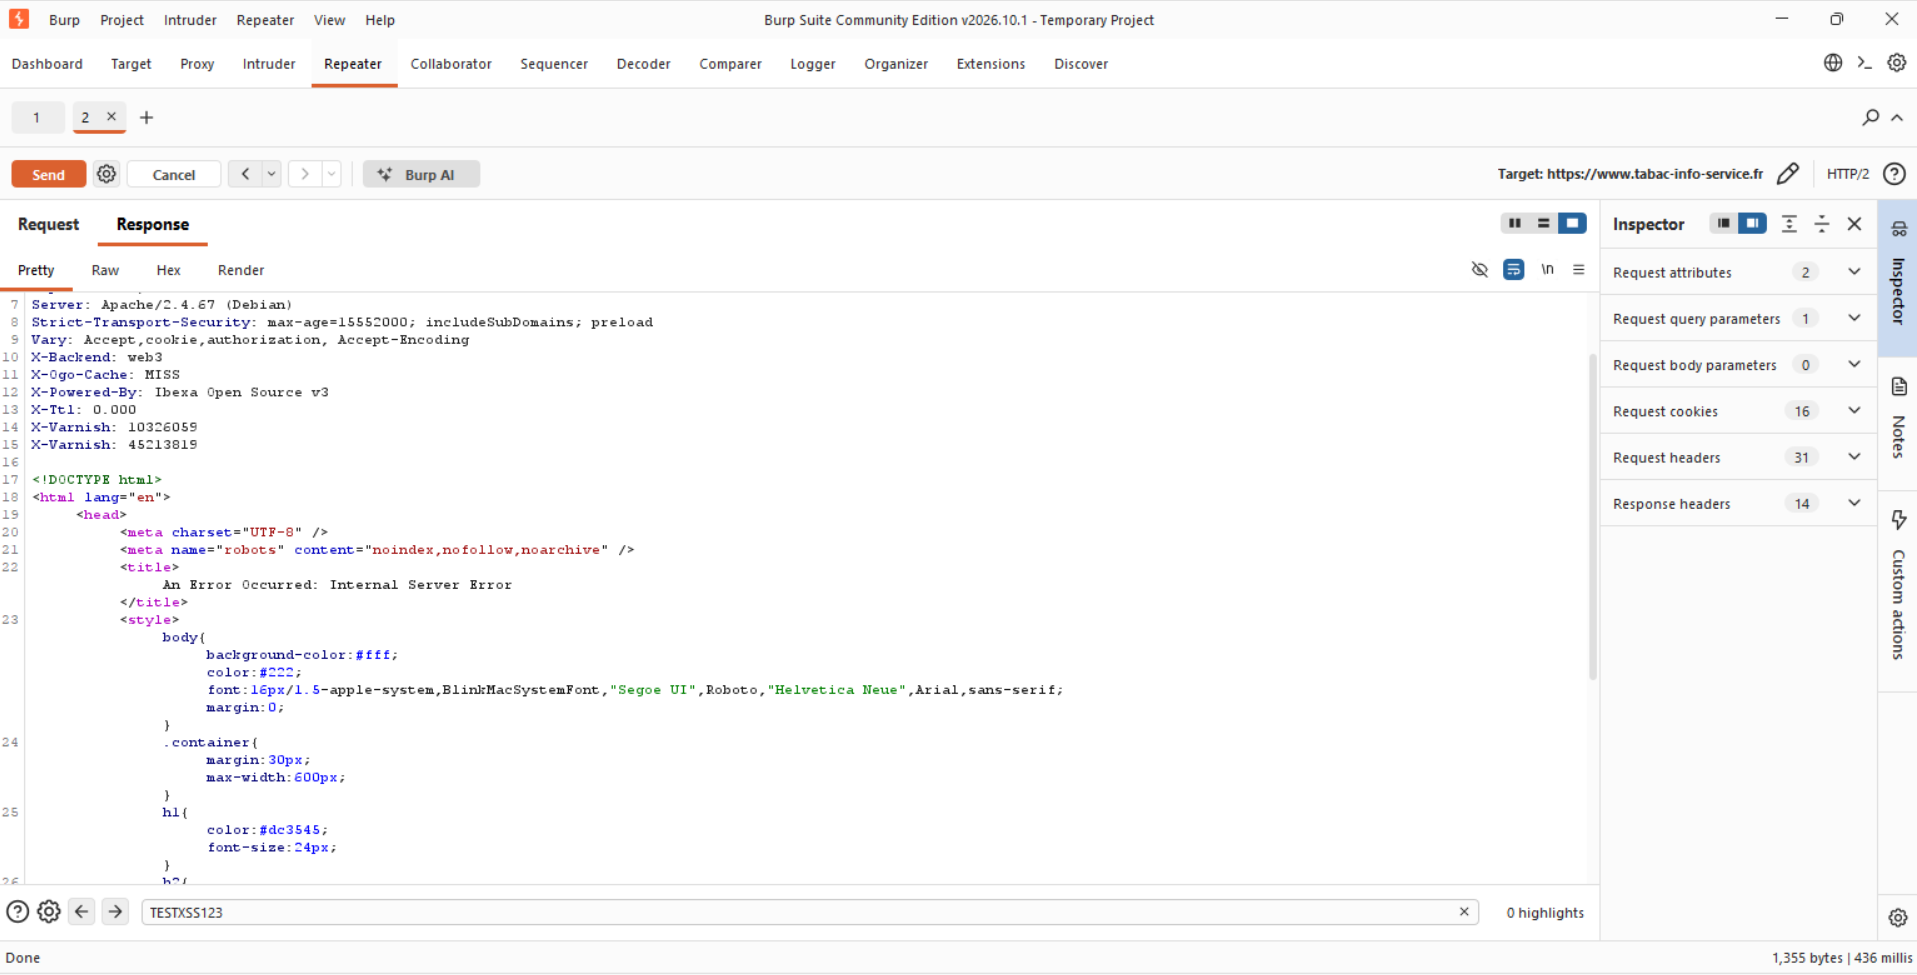 Burp Project Intruder Repeater View Help
Burp Suite Community Edition v2026.10.1 - Temporary Project
Dashboard Target Proxy Intruder Repeater Collaborator Sequencer Decoder Comparer Logger Organizer Extensions Discover
1 2
Send Cancel Burp AI
Target: https://www.tabac-info-service.fr HTTP/2
Request Response
Pretty Raw Hex Render
\n
7 Server: Apache/2.4.67 (Debian)
8 Strict-Transport-Security: max-age=15552000; includeSubDomains; preload
9 Vary: Accept,cookie,authorization, Accept-Encoding
10 X-Backend: web3
11 X-Ogo-Cache: MISS
12 X-Powered-By: Ibexa Open Source v3
13 X-Ttl: 0.000
14 X-Varnish: 10326059
15 X-Varnish: 45213819
16
17 <!DOCTYPE html>
18 <html lang="en">
19 <head>
20 <meta charset="UTF-8" />
21 <meta name="robots" content="noindex,nofollow,noarchive" />
22 <title>
An Error Occurred: Internal Server Error
</title>
23 <style>
body{
background-color:#fff;
color:#222;
font:16px/1.5-apple-system,BlinkMacSystemFont,"Segoe UI",Roboto,"Helvetica Neue",Arial,sans-serif;
margin:0;
}
24 .container{
margin:30px;
max-width:600px;
}
25 h1{
color:#dc3545;
font-size:24px;
}
26 h2{
TESTXSS123
0 highlights
Inspector
Request attributes 2
Request query parameters 1
Request body parameters 0
Request cookies 16
Request headers 31
Response headers 14
Inspector
Notes
Custom actions
Done
1,355 bytes | 436 millis